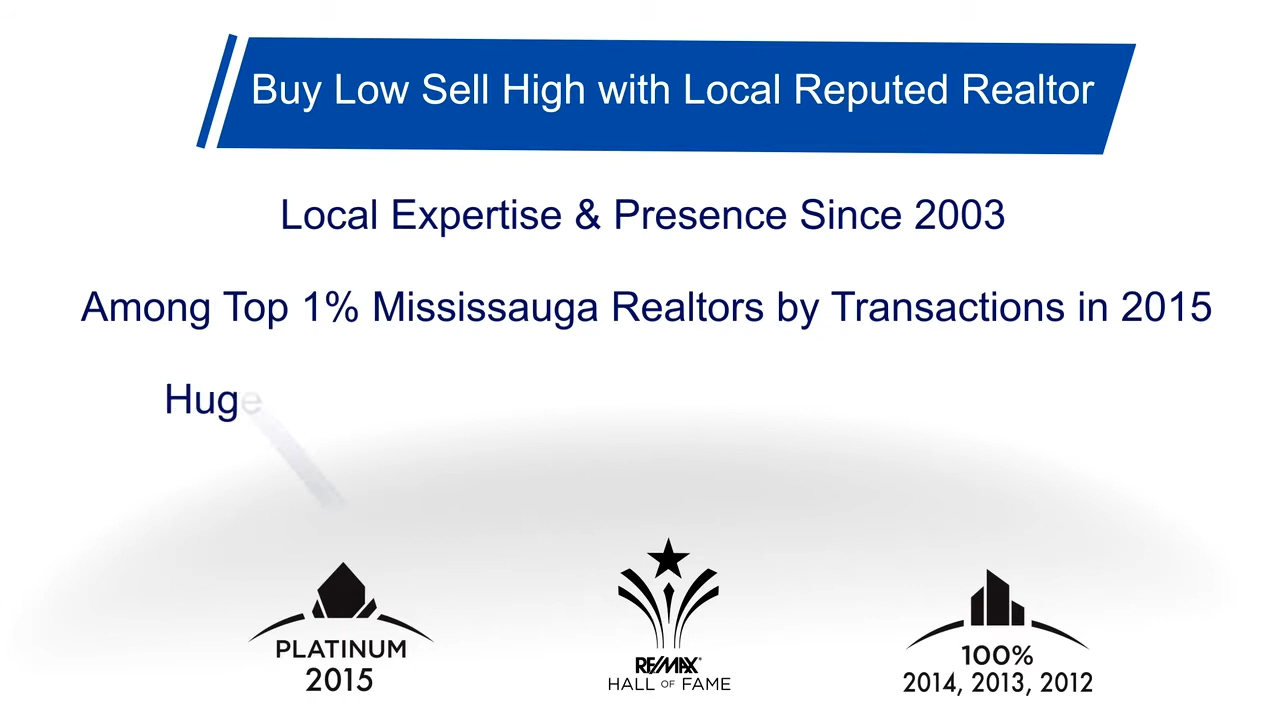 Buy Low Sell High with Local Reputed Realtor
Local Expertise & Presence Since 2003
Among Top 1% Mississauga Realtors by Transactions in 2015
Huge
PLATINUM
2015
RE/MAX®
HALL OF FAME
100%
2014, 2013, 2012